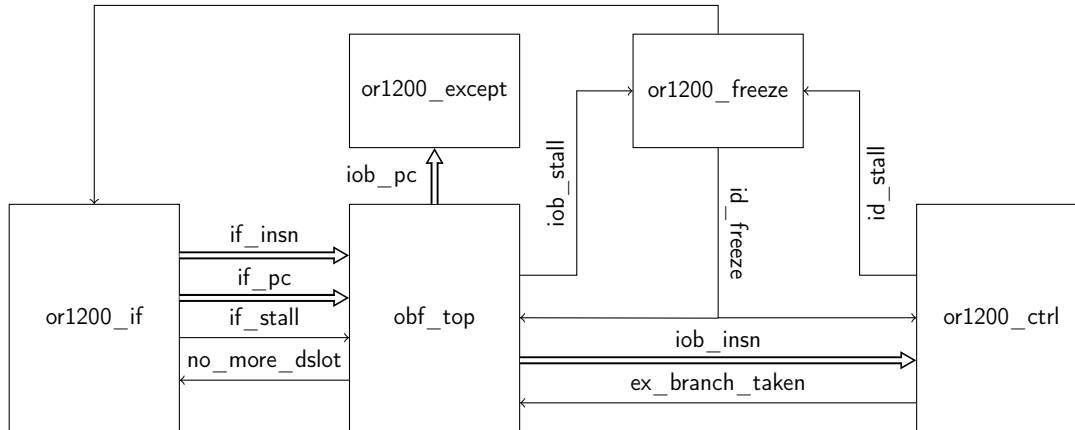 or1200_except
or1200_freeze
iob_pc
iob_stall
id_stall
id_freeze
if_insn
if_pc
if_stall
no_more_dslot
or1200_if
obf_top
or1200_ctrl
iob_insn
ex_branch_taken